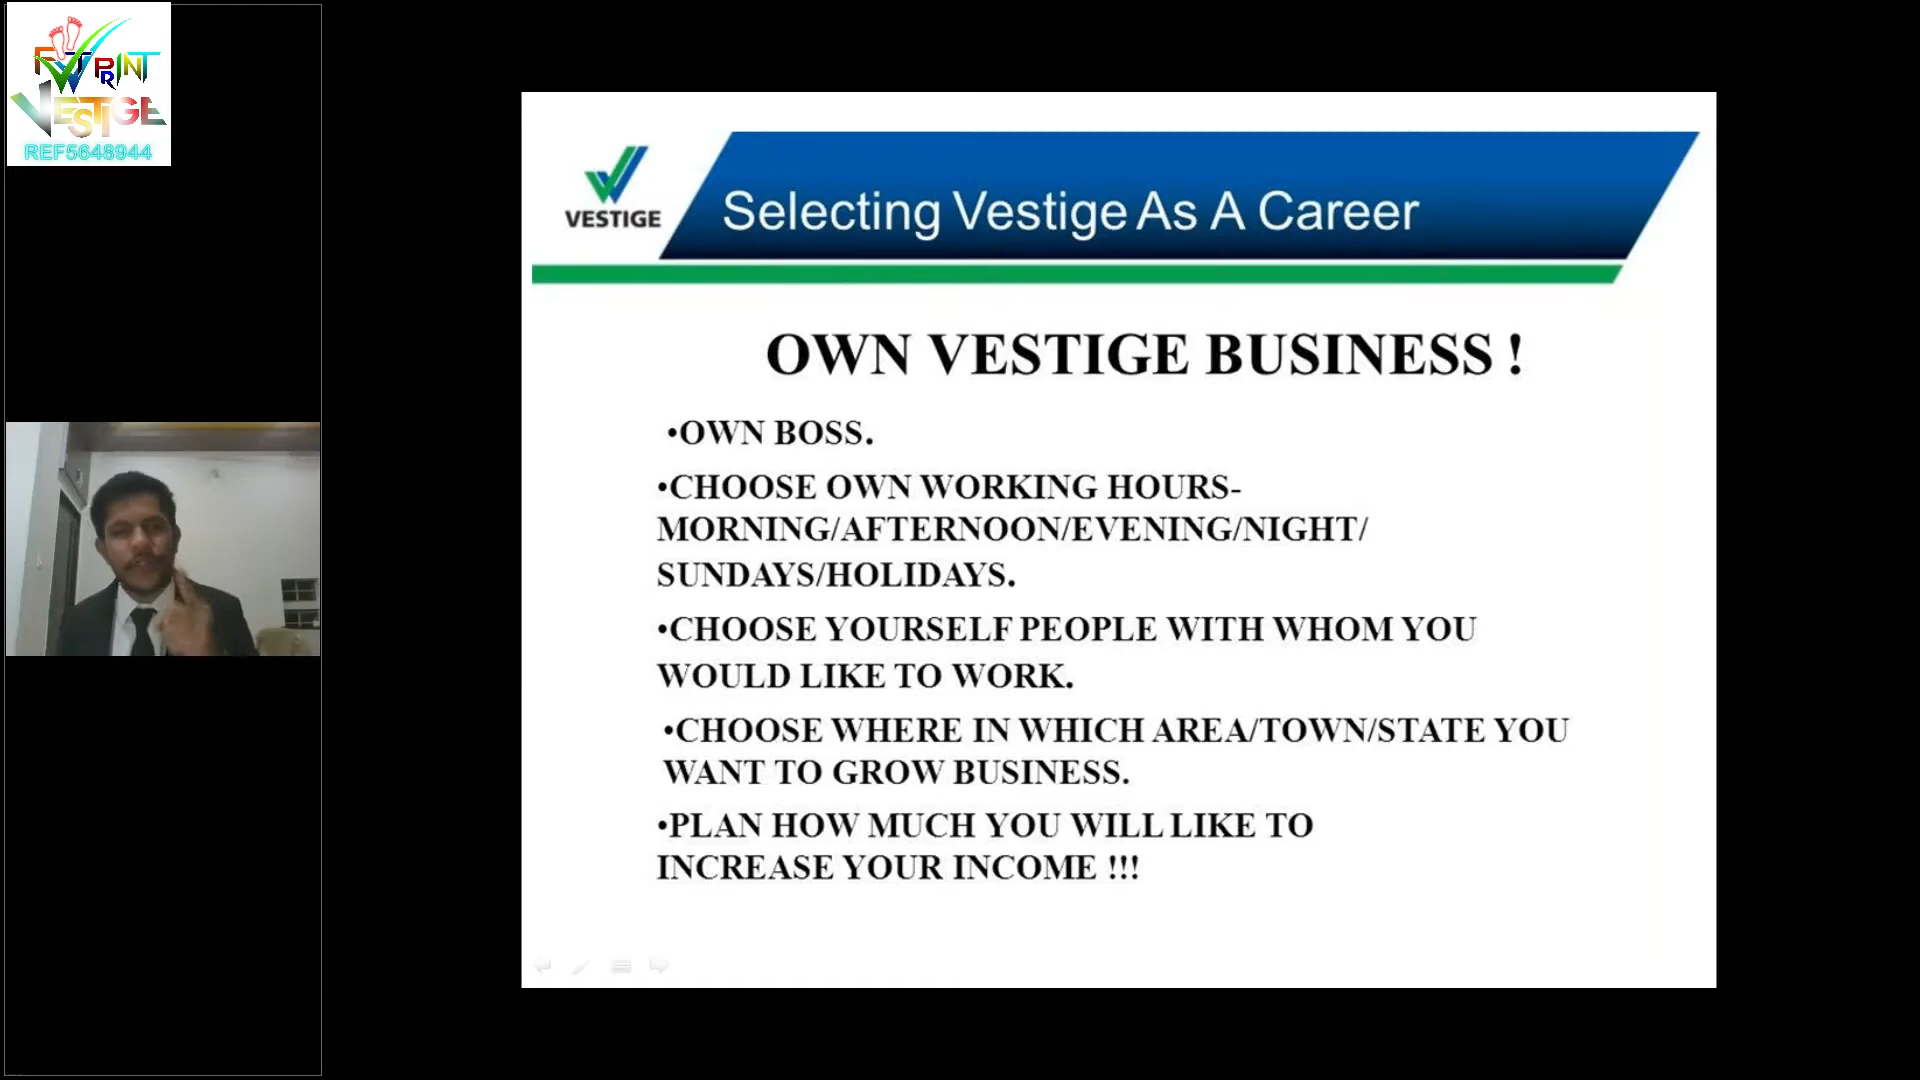 FOOTPRINT
VESTIGE
REF5648944
VESTIGE
Selecting Vestige As A Career
OWN VESTIGE BUSINESS !
•OWN BOSS.
•CHOOSE OWN WORKING HOURS-
MORNING/AFTERNOON/EVENING/NIGHT/
SUNDAYS/HOLIDAYS.
•CHOOSE YOURSELF PEOPLE WITH WHOM YOU
WOULD LIKE TO WORK.
•CHOOSE WHERE IN WHICH AREA/TOWN/STATE YOU
WANT TO GROW BUSINESS.
•PLAN HOW MUCH YOU WILL LIKE TO
INCREASE YOUR INCOME !!!